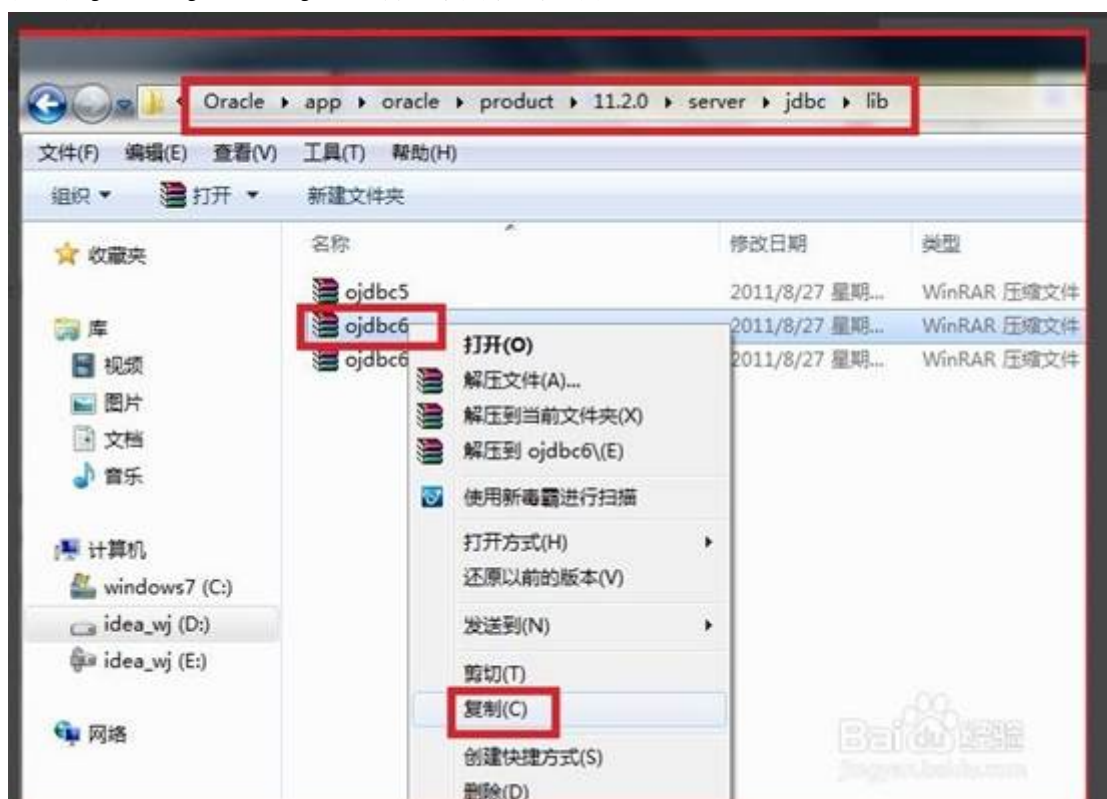 Oracle ▸ app ▸ oracle ▸ product ▸ 11.2.0 ▸ server ▸ jdbc ▸ lib
文件(F) 编辑(E) 查看(V) 工具(T) 帮助(H)
组织 打开 新建文件夹
名称 修改日期 类型
收藏夹
ojdbc5 2011/8/27 星期... WinRAR 压缩文件
库
ojdbc6 2011/8/27 星期... WinRAR 压缩文件
视频
ojdbc6 2011/8/27 星期... WinRAR 压缩文件
图片
文档
音乐
计算机
windows7 (C:)
idea_wj (D:)
idea_wj (E:)
网络
打开(O)
解压文件(A)...
解压到当前文件夹(X)
解压到 ojdbc6\(E)
使用新毒霸进行扫描
打开方式(H)
还原以前的版本(V)
发送到(N)
剪切(T)
复制(C)
创建快捷方式(S)
删除(D)
Baidu 经验
jingyan.baidu.com